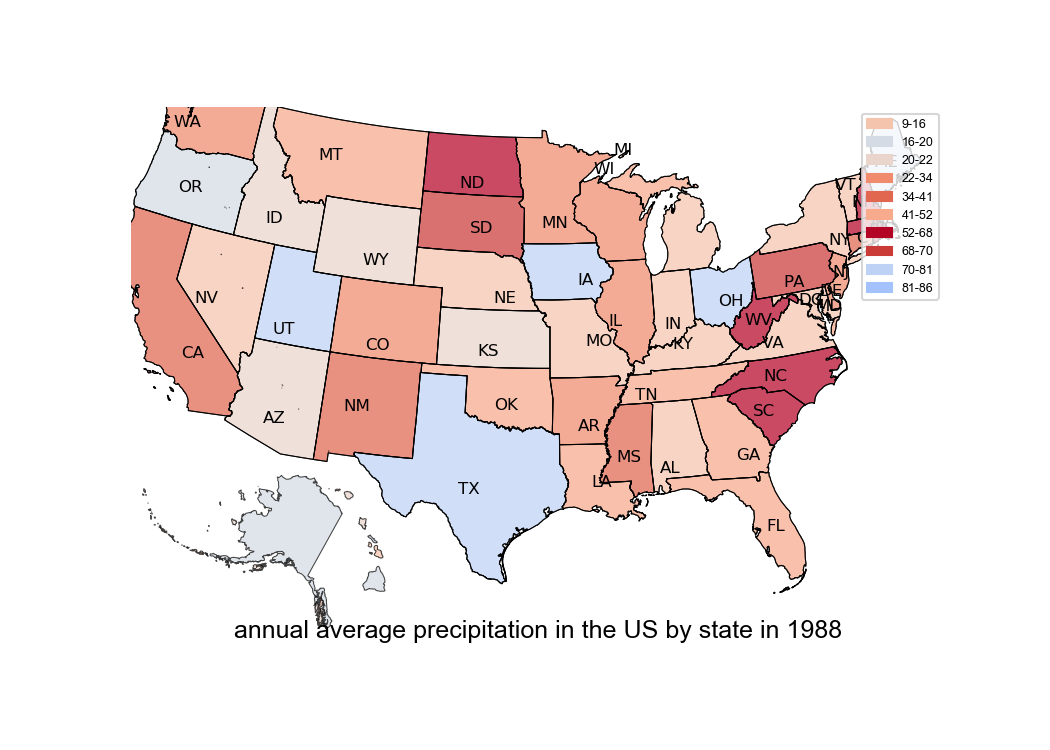 WA
MT
ND
MN
MI
WI
VT
OR
ID
SD
WY
NY
NV
UT
CO
NE
IA
IL
IN
OH
PA
WV
DC
DE
MD
VA
KY
MO
KS
CA
AZ
NM
OK
AR
TN
NC
SC
MS
AL
GA
LA
TX
FL
9-16
16-20
20-22
22-34
34-41
41-52
52-68
68-70
70-81
81-86
annual average precipitation in the US by state in 1988